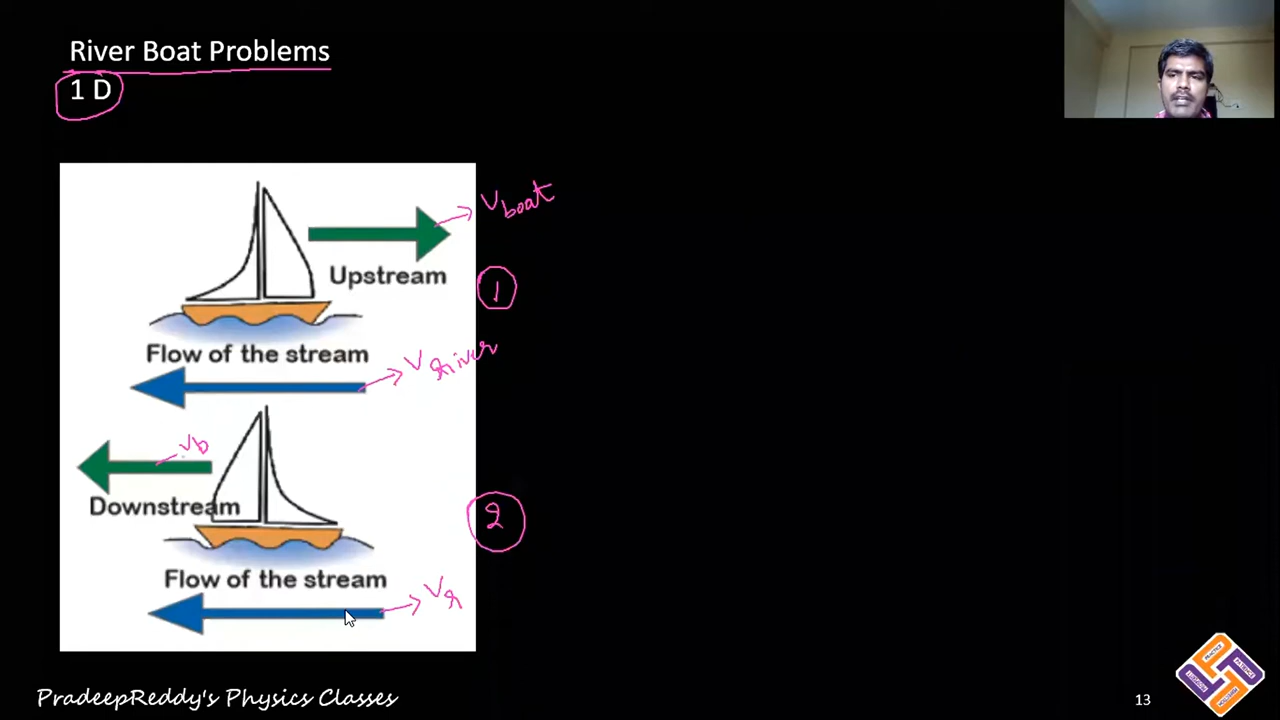 River Boat Problems
1 D
V boat
Upstream
1
Flow of the stream
V River
Vb
Downstream
2
Flow of the stream
Vr
PradeepReddy's Physics Classes
13